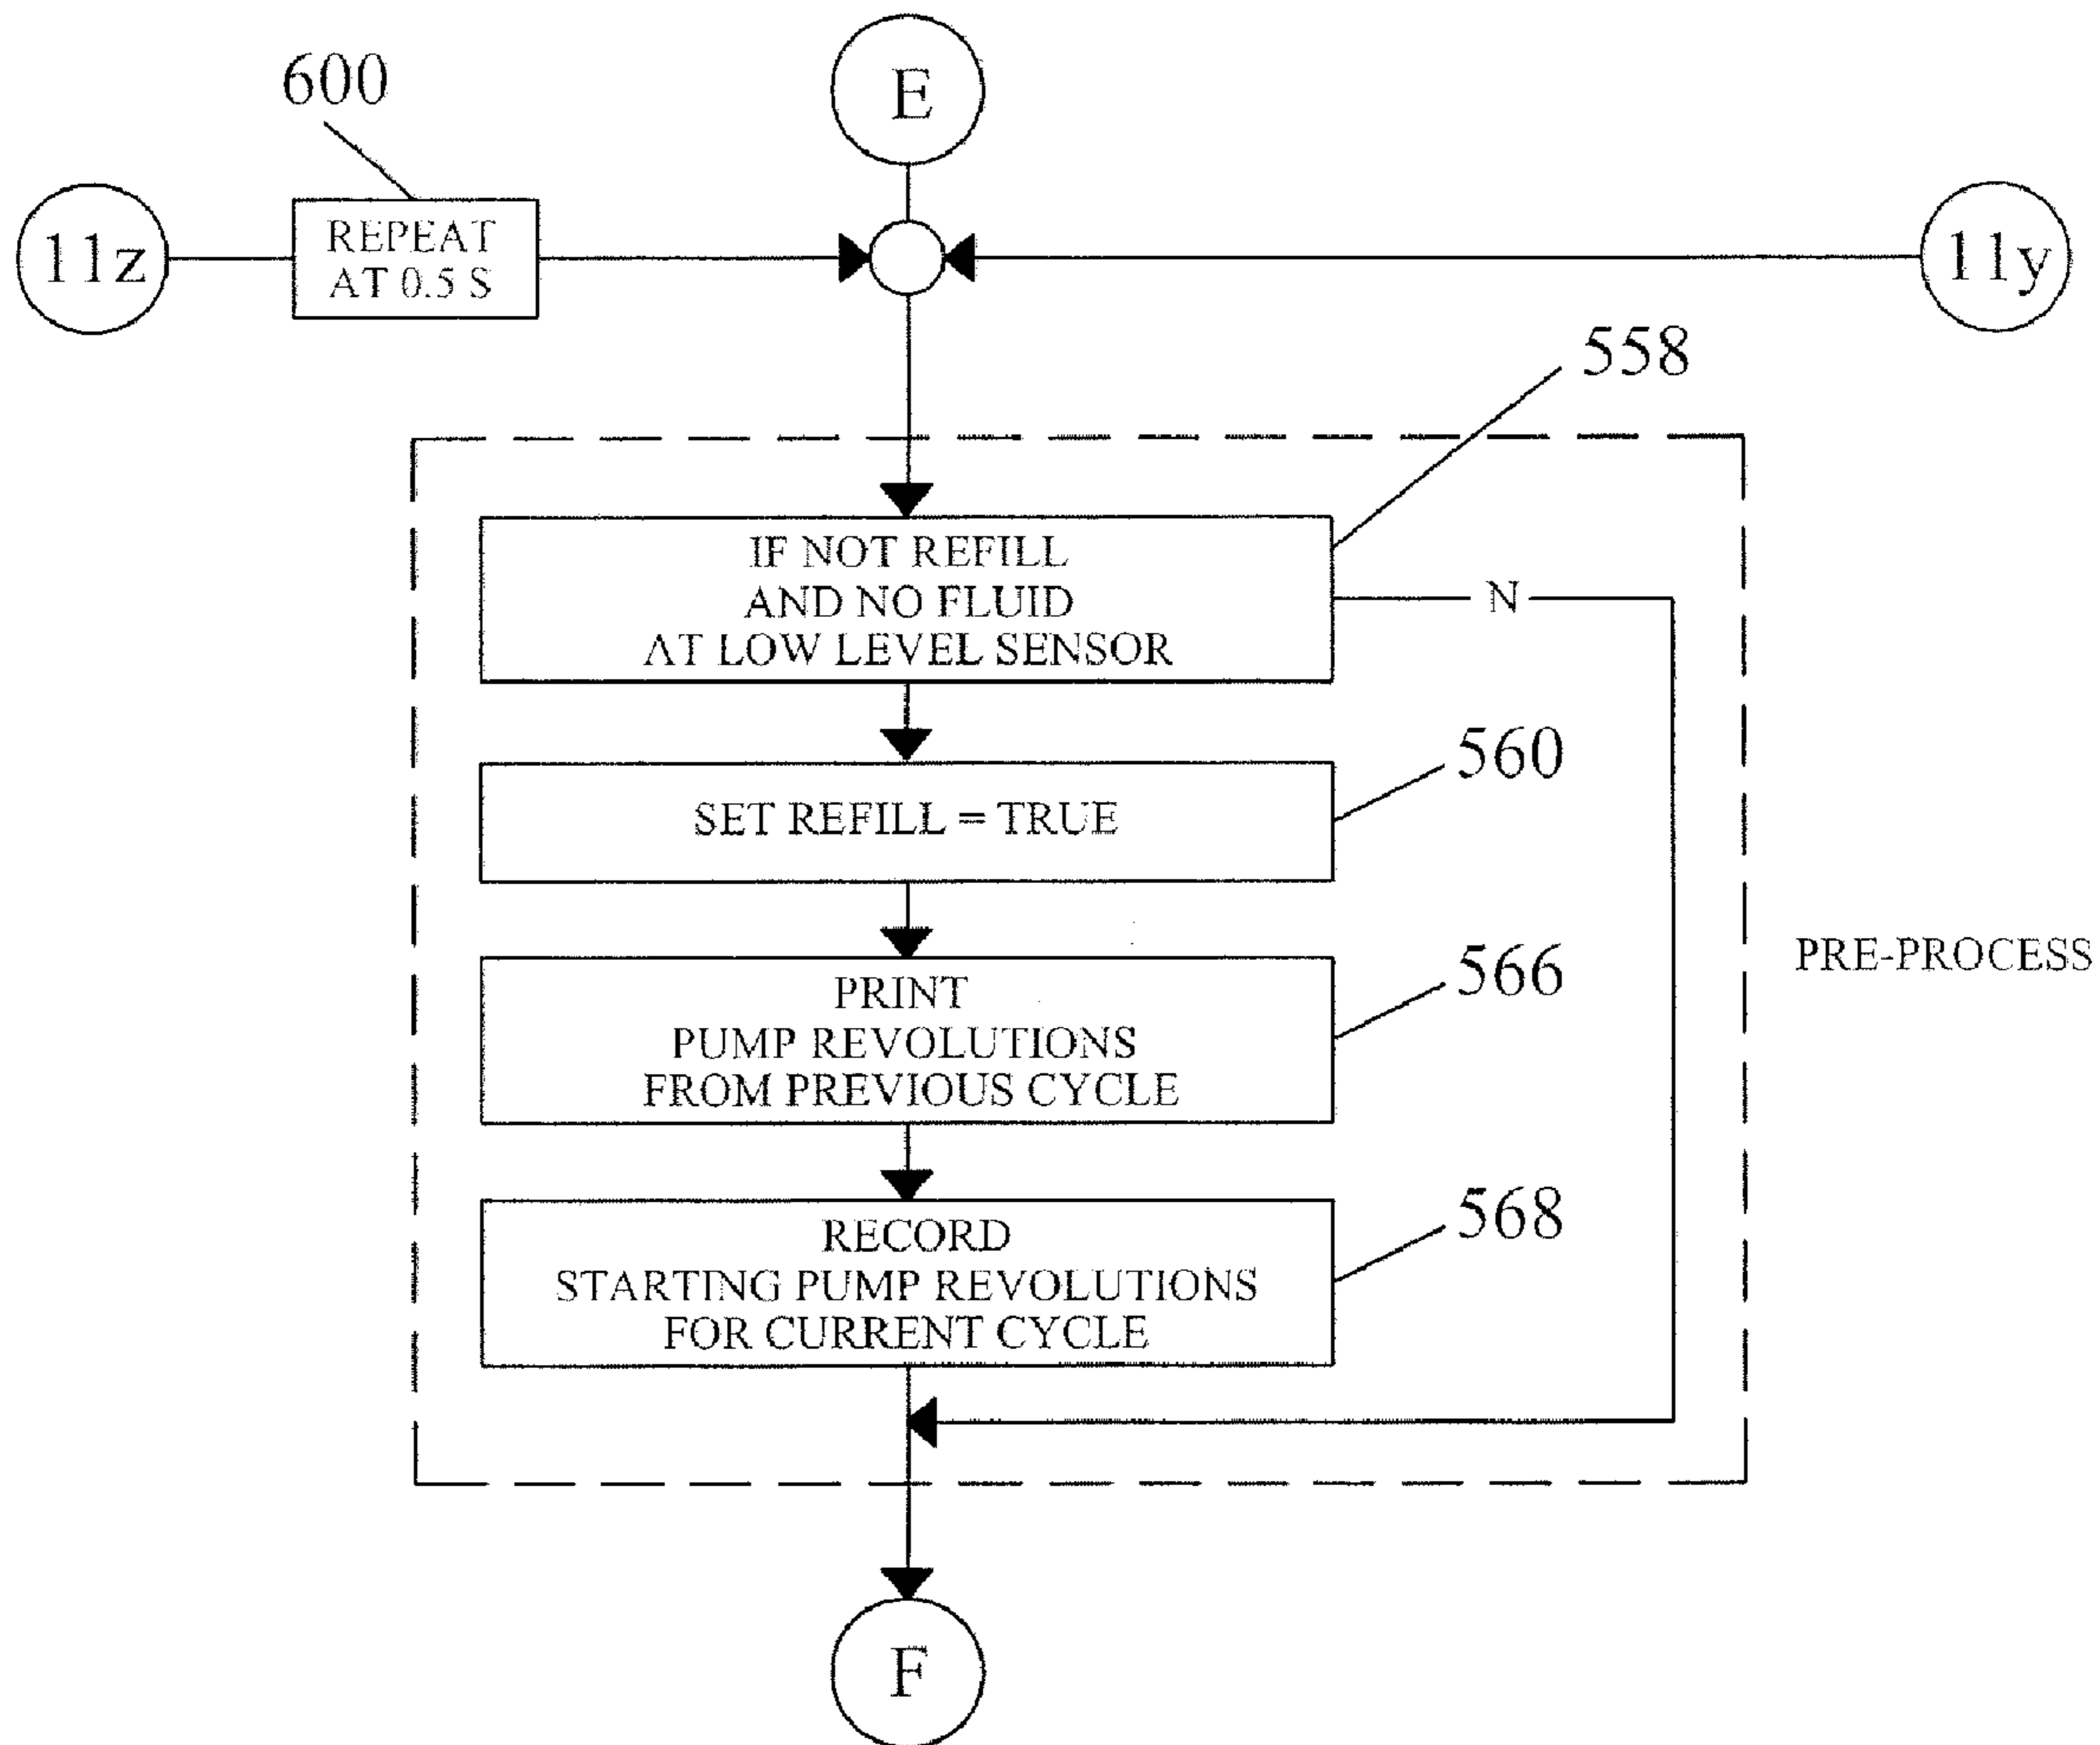 600
E
11z
REPEAT
AT 0.5 S
11y
558
IF NOT REFILL
AND NO FLUID
AT LOW LEVEL SENSOR
N
560
SET REFILL = TRUE
566
PRINT
PUMP REVOLUTIONS
FROM PREVIOUS CYCLE
PRE-PROCESS
568
RECORD
STARTING PUMP REVOLUTIONS
FOR CURRENT CYCLE
F